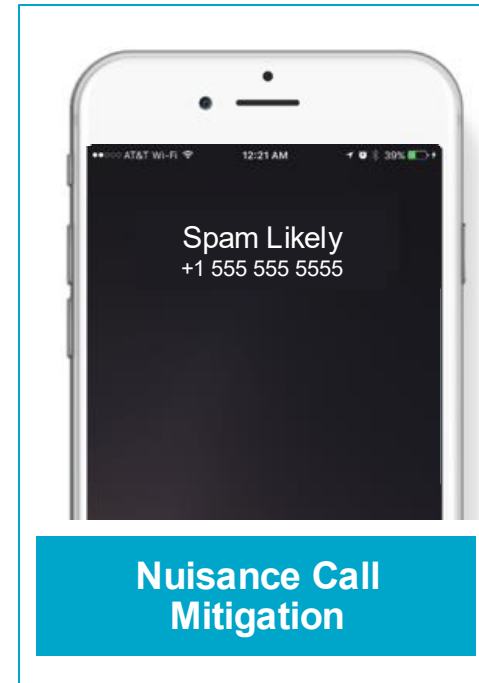 AT&T Wi-Fi 12:21 AM 39%
Spam Likely
+1 555 555 5555
Nuisance Call
Mitigation